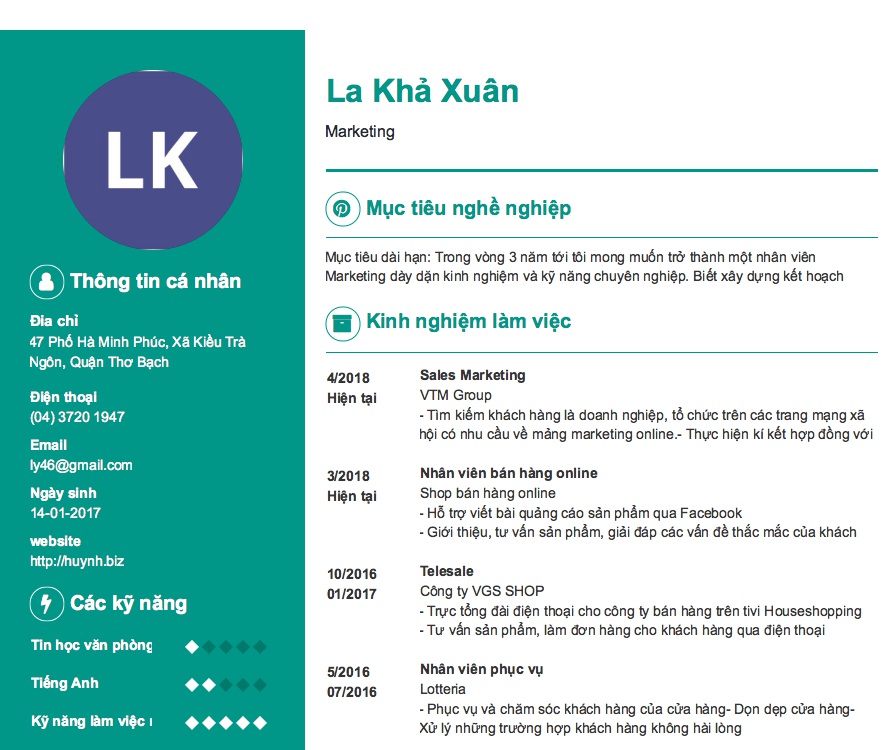 LK
Thông tin cá nhân
Địa chỉ
47 Phố Hà Minh Phúc, Xã Kiều Trà
Ngôn, Quận Thơ Bạch
Điện thoại
(04) 3720 1947
Email
ly46@gmail.com
Ngày sinh
14-01-2017
website
http://huynh.biz
Các kỹ năng
Tin học văn phòng
Tiếng Anh
Kỹ năng làm việc
La Khả Xuân
Marketing
Mục tiêu nghề nghiệp
Mục tiêu dài hạn: Trong vòng 3 năm tới tôi mong muốn trở thành một nhân viên
Marketing dày dặn kinh nghiệm và kỹ năng chuyên nghiệp. Biết xây dựng kết hoạch
Kinh nghiệm làm việc
4/2018
Hiện tại
Sales Marketing
VTM Group
- Tìm kiếm khách hàng là doanh nghiệp, tổ chức trên các trang mạng xã
hội có nhu cầu về mảng marketing online.- Thực hiện kí kết hợp đồng với
3/2018
Hiện tại
Nhân viên bán hàng online
Shop bán hàng online
- Hỗ trợ viết bài quảng cáo sản phẩm qua Facebook
- Giới thiệu, tư vấn sản phẩm, giải đáp các vấn đề thắc mắc của khách
10/2016
01/2017
Telesale
Công ty VGS SHOP
- Trực tổng đài điện thoại cho công ty bán hàng trên tivi Houseshopping
- Tư vấn sản phẩm, làm đơn hàng cho khách hàng qua điện thoại
5/2016
07/2016
Nhân viên phục vụ
Lotteria
- Phục vụ và chăm sóc khách hàng của cửa hàng- Dọn dẹp cửa hàng-
Xử lý những trường hợp khách hàng không hài lòng